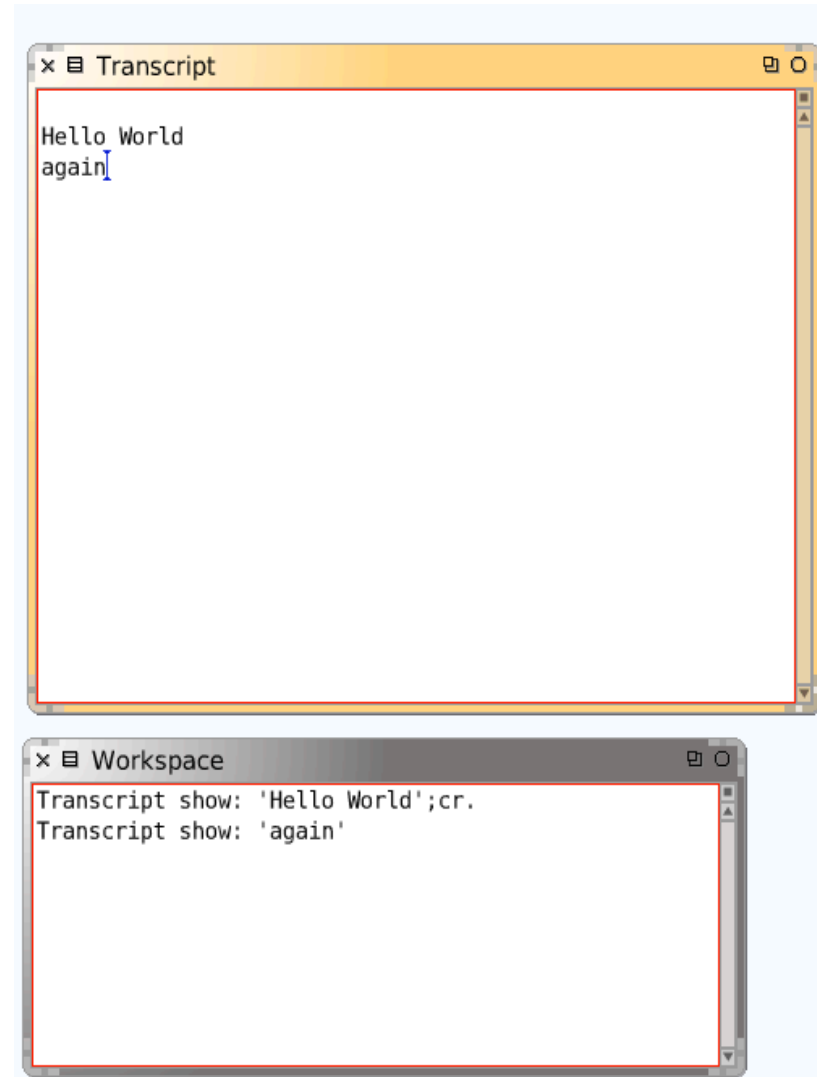 Transcript
Hello World
again
Workspace
Transcript show: 'Hello World';cr.
Transcript show: 'again'